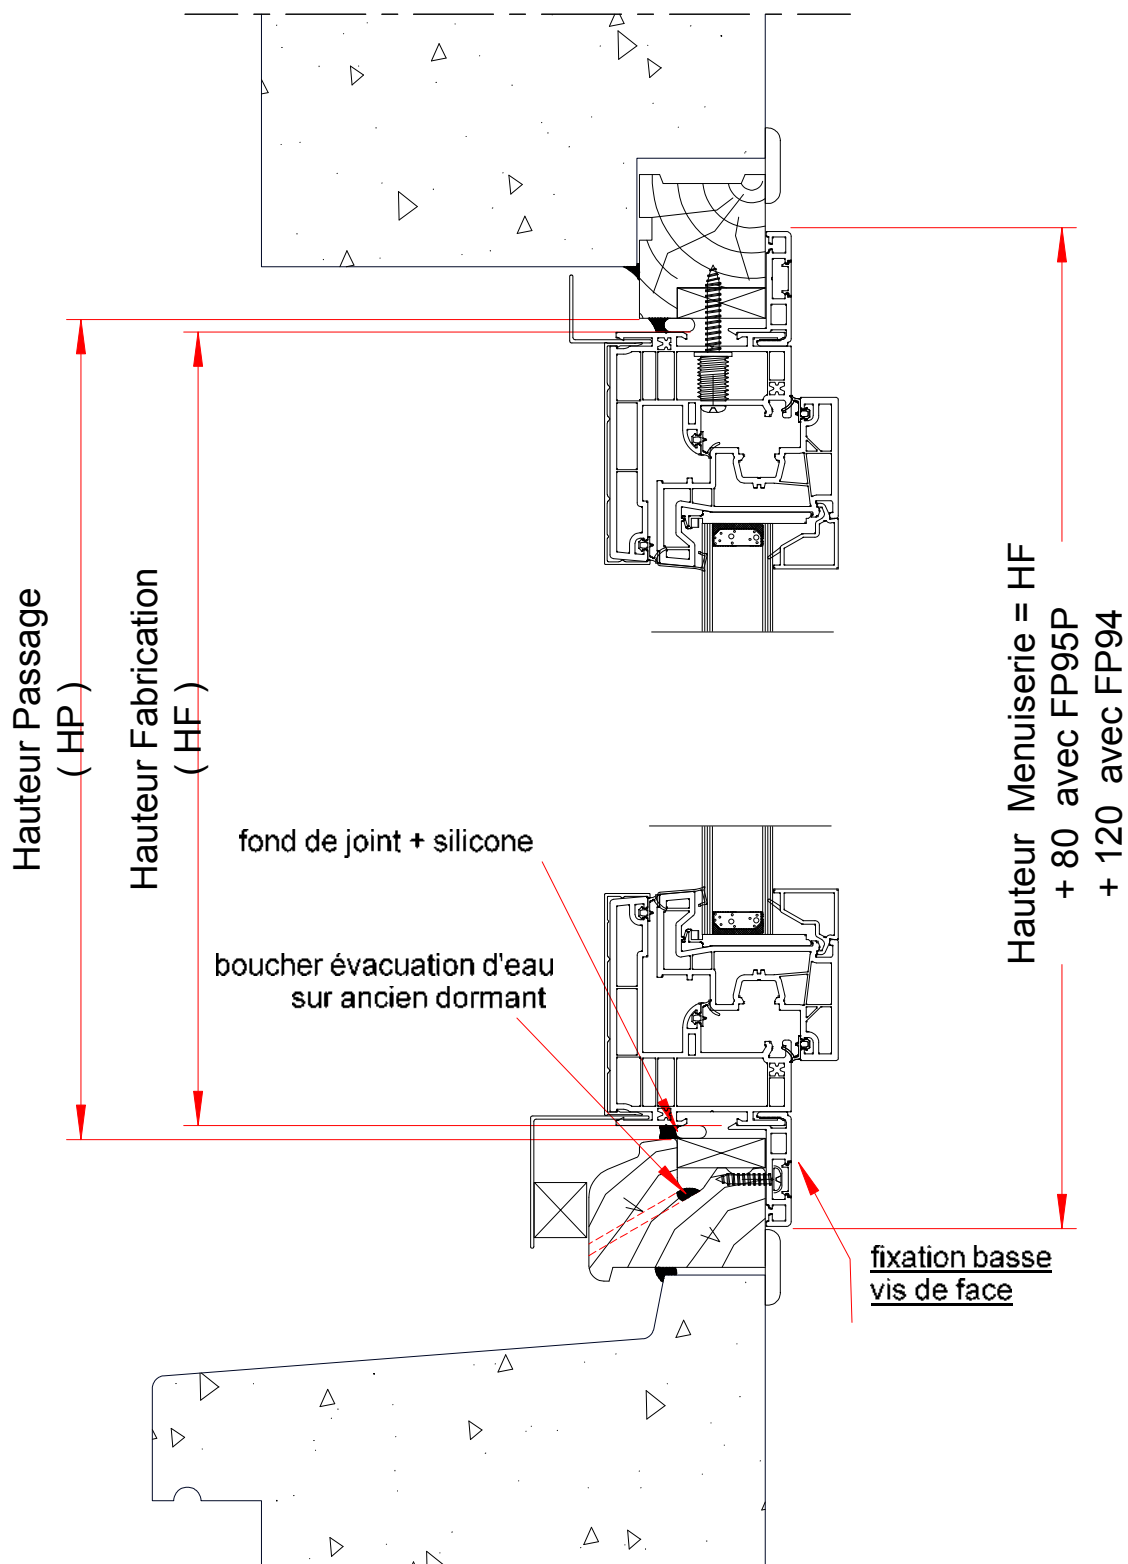 Hauteur Passage
( HP )
Hauteur Fabrication
( HF )
Hauteur Menuiserie = HF
+ 80 avec FP95P
+ 120 avec FP94
fond de joint + silicone
boucher évacuation d'eau
sur ancien dormant
fixation basse
vis de face